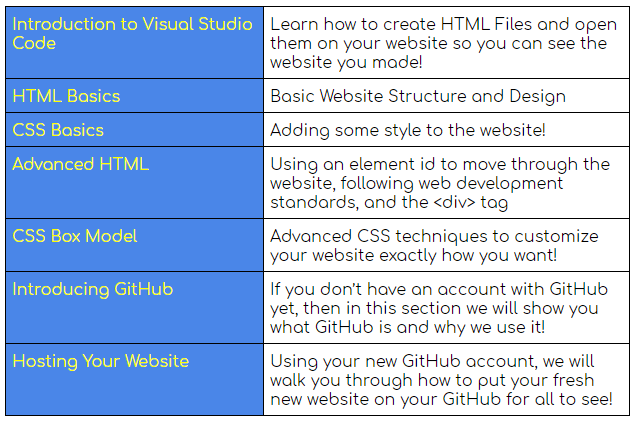 Introduction to Visual Studio
Code
Learn how to create HTML Files and open
them on your website so you can see the
website you made!
HTML Basics
Basic Website Structure and Design
CSS Basics
Adding some style to the website!
Advanced HTML
Using an element id to move through the
website, following web development
standards, and the <div> tag
CSS Box Model
Advanced CSS techniques to customize
your website exactly how you want!
Introducing GitHub
If you don't have an account with GitHub
yet, then in this section we will show you
what GitHub is and why we use it!
Hosting Your Website
Using your new GitHub account, we will
walk you through how to put your fresh
new website on your GitHub for all to see!